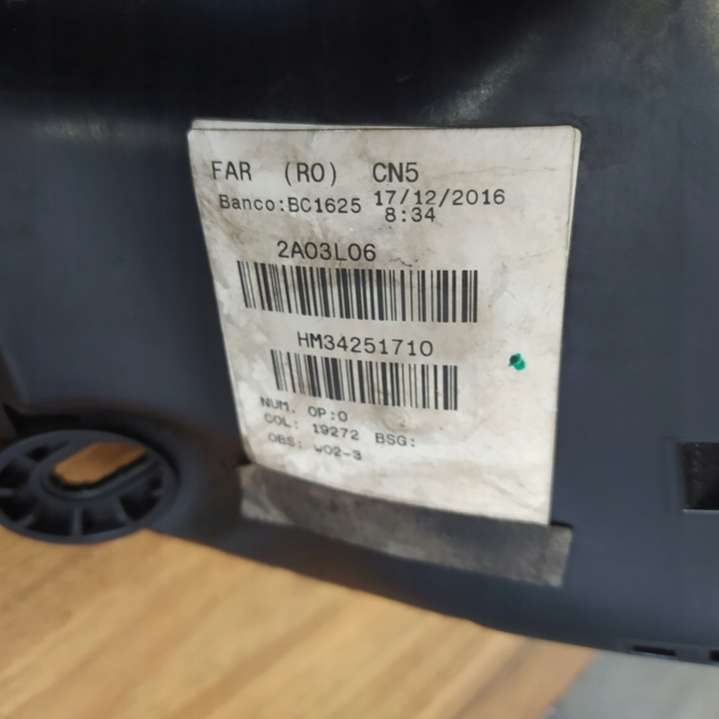 FAR (RO) CN5
Banco:BC1625 17/12/2016
8:34
2A03L06
HM34251710
NUM. OP:0
COL: 19272 BSG:
OBS: W02-3